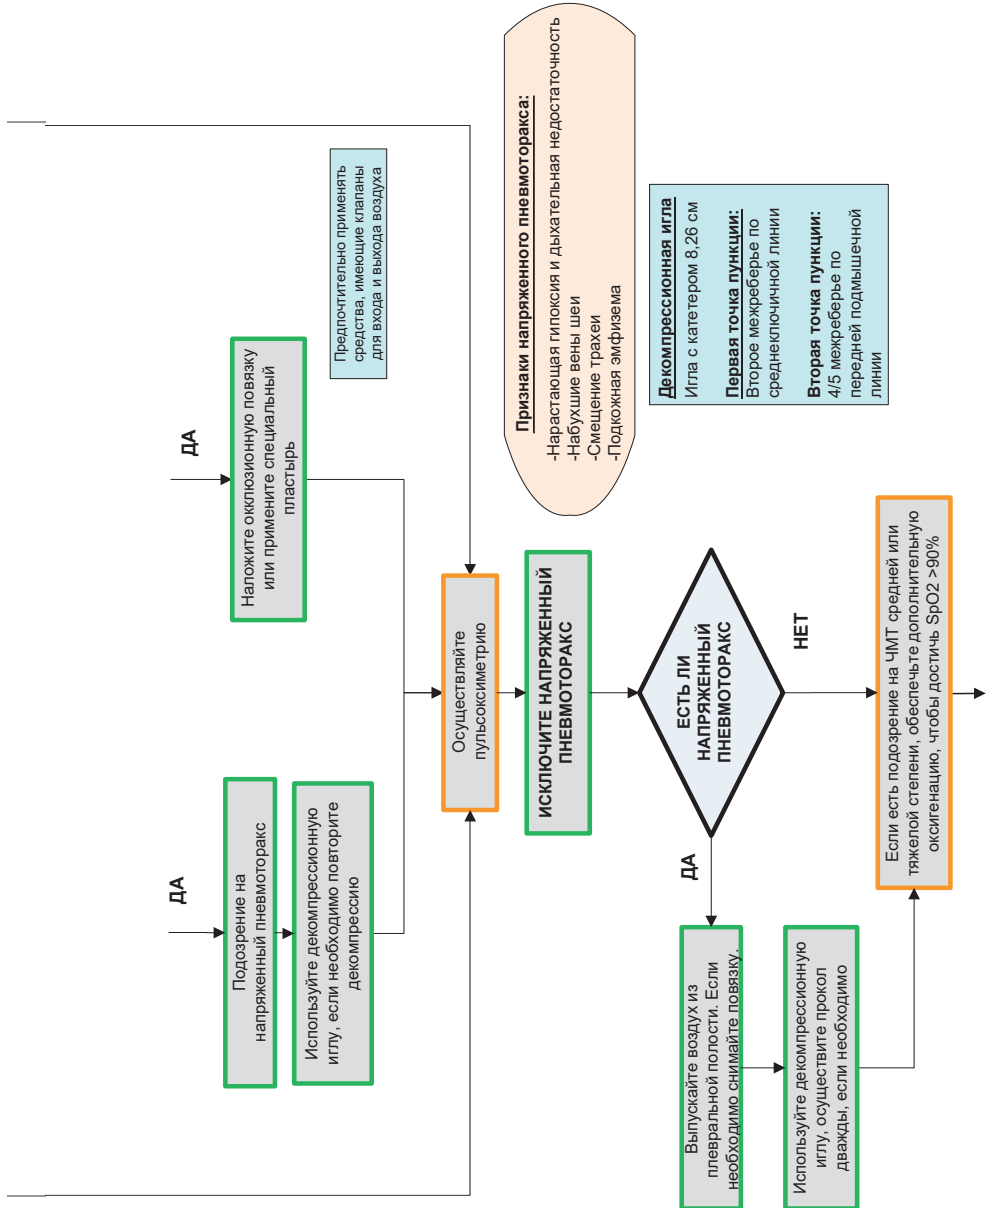 ДА
Подозрение на
напряженный пневмоторакс
Используйте декомпрессионную
иглу, если необходимо повторите
декомпрессию
ДА
Наложите окклюзионную повязку
или примените специальный
пластырь
Предпочтительно применять
средства, имеющие клапаны
для входа и выхода воздуха
Осуществляйте
пульсоксиметрию
ИСКЛЮЧИТЕ НАПРЯЖЕННЫЙ
ПНЕВМОТОРАКС
Признаки напряженного пневмоторакса:
-Нарастающая гипоксия и дыхательная недостаточность
-Набухшие вены шеи
-Смещение трахеи
-Подкожная эмфизема
ЕСТЬ ЛИ
НАПРЯЖЕННЫЙ
ПНЕВМОТОРАКС
ДА
НЕТ
Декомпрессионная игла
Игла с катетером 8,26 см
Первая точка пункции:
Второе межреберье по
среднеключичной линии
Вторая точка пункции:
4/5 межреберье по
передней подмышечной
линии
Выпускайте воздух из
плевральной полости. Если
необходимо снимайте повязку.
Используйте декомпрессионную
иглу, осуществите прокол
дважды, если необходимо
Если есть подозрение на ЧМТ средней или
тяжелой степени, обеспечьте дополнительную
оксигенацию, чтобы достичь SpO2 >90%